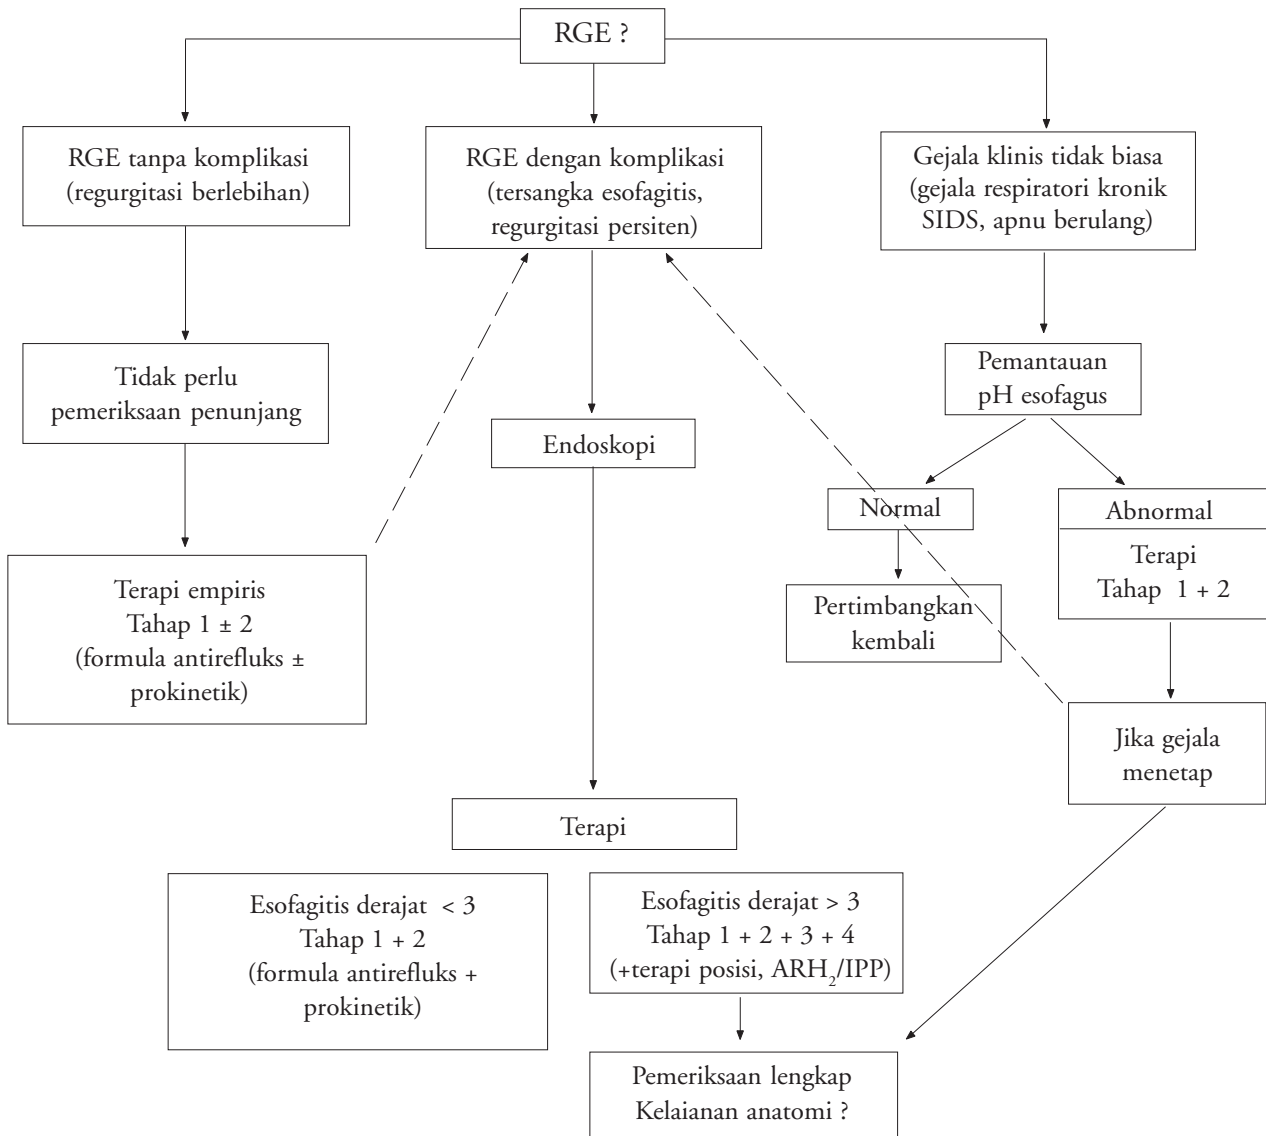 RGE ?
RGE tanpa komplikasi
(regurgitasi berlebihan)
RGE dengan komplikasi
(tersangka esofagitis,
regurgitasi persiten)
Gejala klinis tidak biasa
(gejala respiratori kronik
SIDS, apnu berulang)
Tidak perlu
pemeriksaan penunjang
Endoskopi
Pemantauan
pH esofagus
Normal
Abnormal
Terapi
Tahap 1 + 2
Pertimbangkan
kembali
Terapi empiris
Tahap 1 ± 2
(formula antirefluks ±
prokinetik)
Jika gejala
menetap
Terapi
Esofagitis derajat < 3
Tahap 1 + 2
(formula antirefluks +
prokinetik)
Esofagitis derajat > 3
Tahap 1 + 2 + 3 + 4
(+terapi posisi, ARH₂/IPP)
Pemeriksaan lengkap
Kelaianan anatomi ?